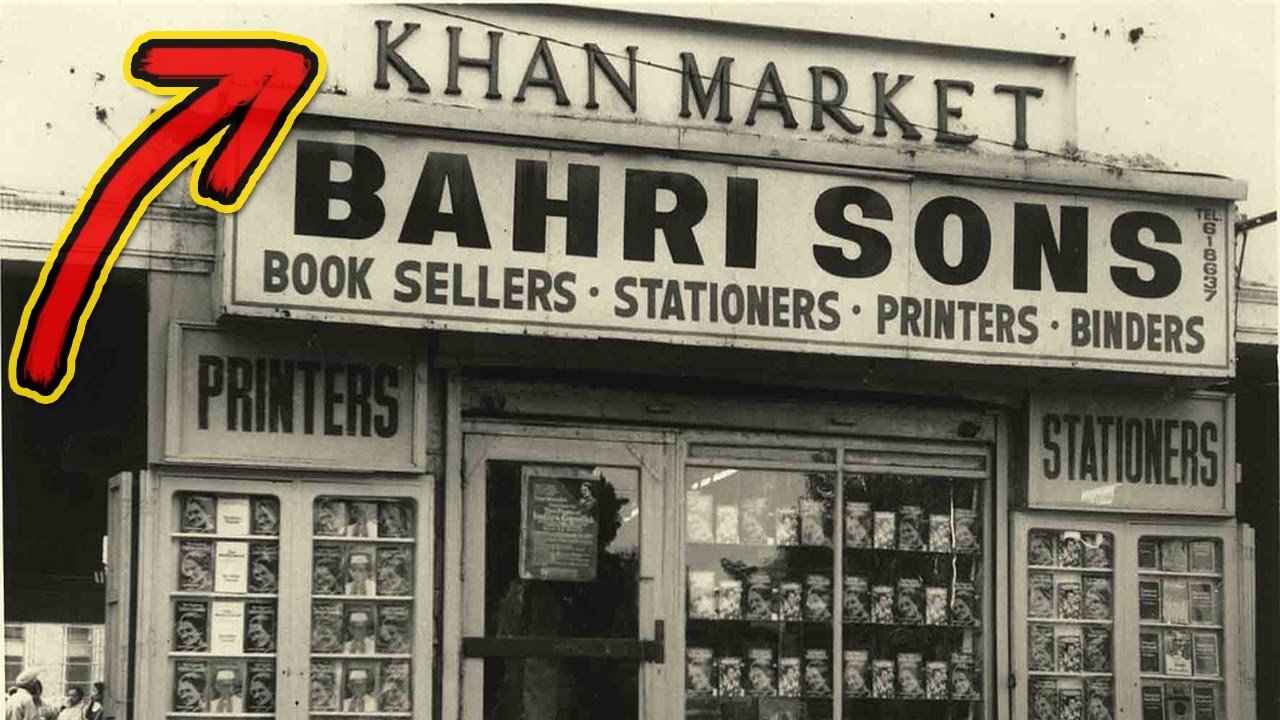 KHAN MARKET
BAHRI SONS
TEL. 618637
BOOK SELLERS · STATIONERS · PRINTERS · BINDERS
PRINTERS
STATIONERS